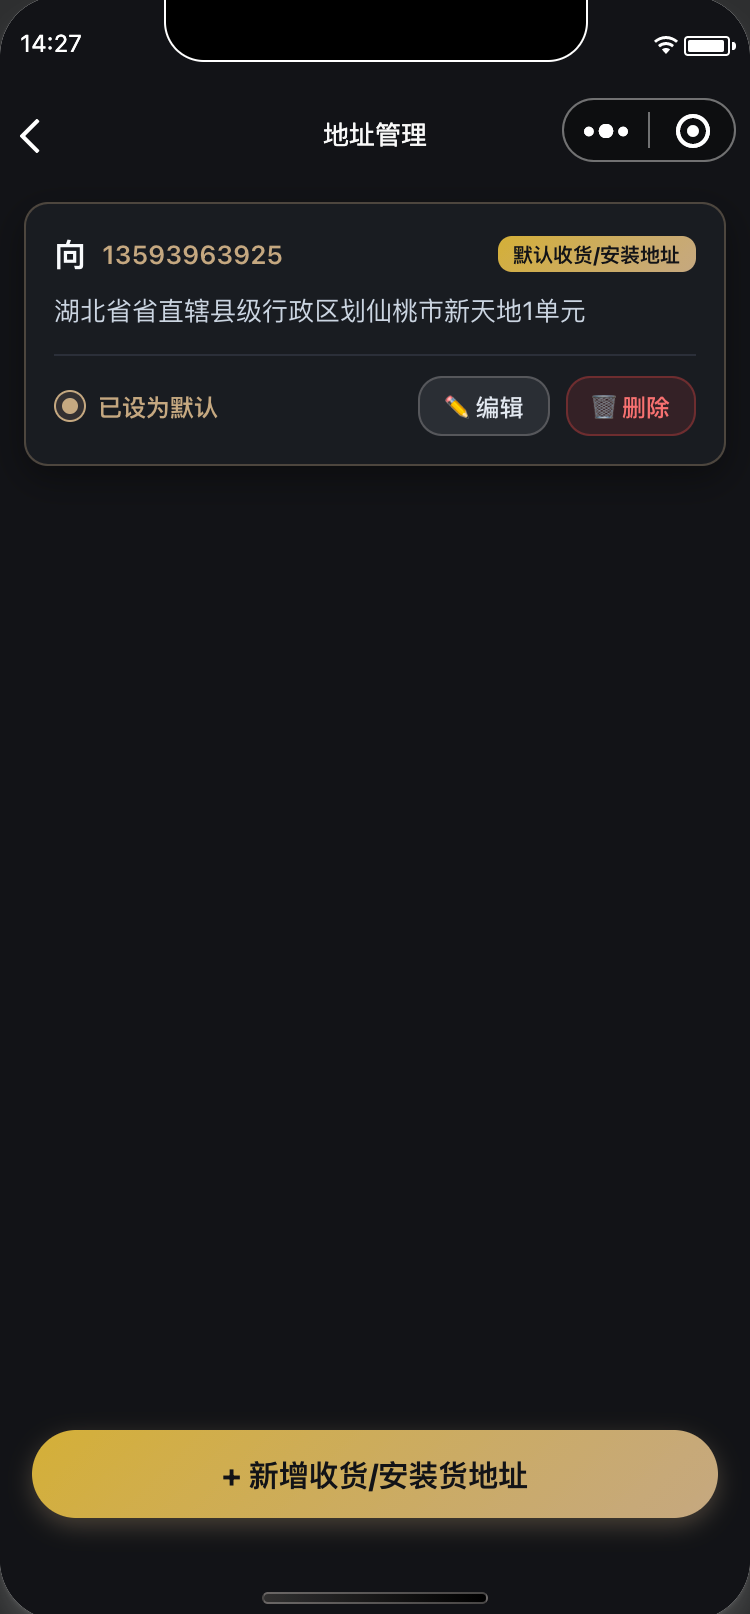 14:27
地址管理
向 13593963925 默认收货/安装地址
湖北省省直辖县级行政区划仙桃市新天地1单元
已设为默认 ✏️ 编辑 🗑️ 删除
+ 新增收货/安装货地址